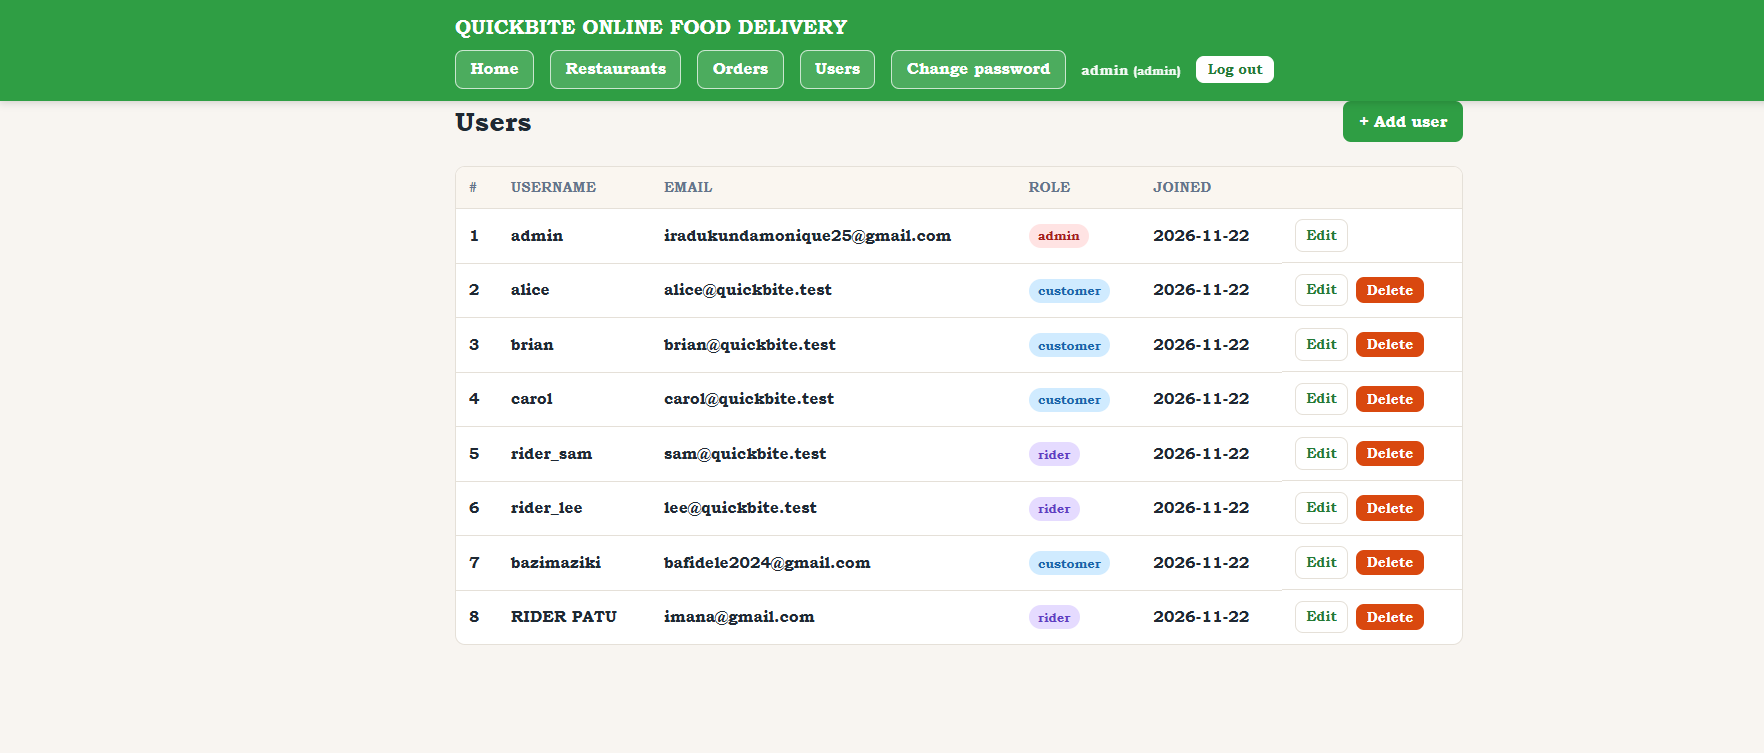 QUICKBITE ONLINE FOOD DELIVERY
Home Restaurants Orders Users Change password admin (admin) Log out
Users + Add user
# USERNAME EMAIL ROLE JOINED
1 admin iradukundamonique25@gmail.com admin 2026-11-22 Edit
2 alice alice@quickbite.test customer 2026-11-22 Edit Delete
3 brian brian@quickbite.test customer 2026-11-22 Edit Delete
4 carol carol@quickbite.test customer 2026-11-22 Edit Delete
5 rider_sam sam@quickbite.test rider 2026-11-22 Edit Delete
6 rider_lee lee@quickbite.test rider 2026-11-22 Edit Delete
7 bazimaziki bafidele2024@gmail.com customer 2026-11-22 Edit Delete
8 RIDER PATU imana@gmail.com rider 2026-11-22 Edit Delete